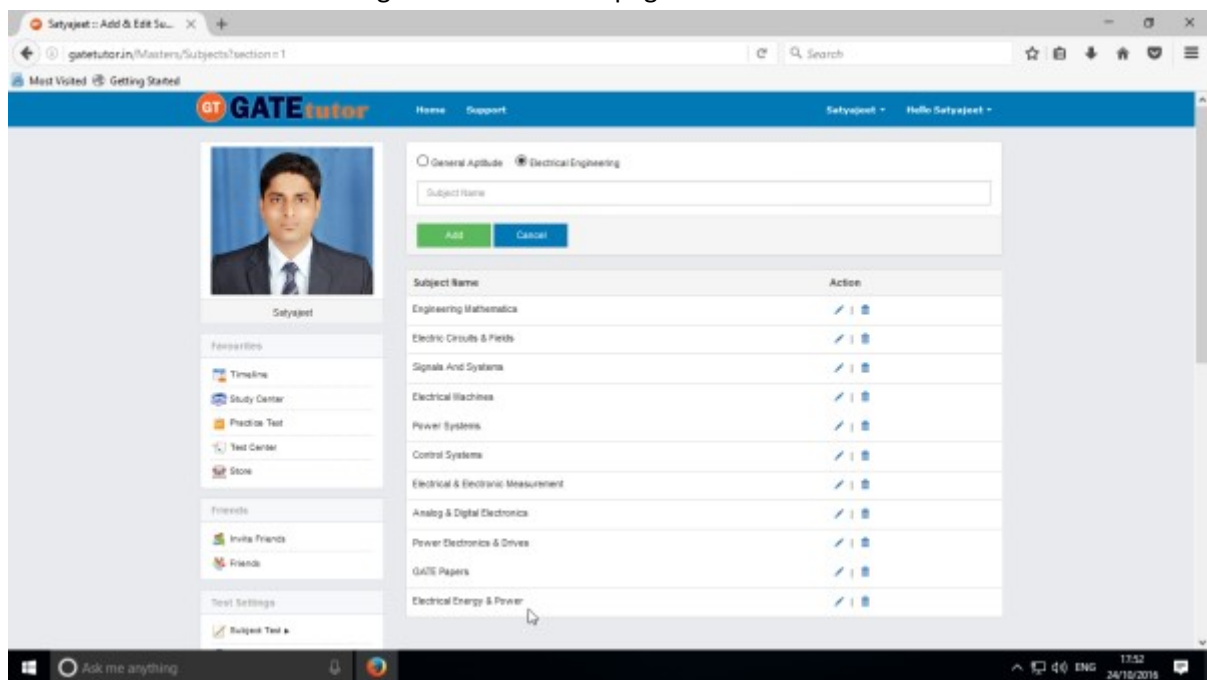 Satyajeet :: Add & Edit Su...
gatetutor.in/Masters/Subjects?section=1
Search
Most Visited Getting Started
GT GATEtutor Home Support Satyajeet Hello Satyajeet
General Aptitude Electrical Engineering
Subject Name
Add Cancel
Subject Name Action
Satyajeet
Engineering Mathematics
Electric Circuits & Fields
Signals And Systems
Electrical Machines
Power Systems
Control Systems
Electrical & Electronic Measurement
Analog & Digital Electronics
Power Electronics & Drives
GATE Papers
Electrical Energy & Power
Favourites
Timeline
Study Center
Practice Test
Test Center
Store
Friends
Invite Friends
Friends
Test Settings
Subject Test
Ask me anything
ENG 17:52
24/10/2016